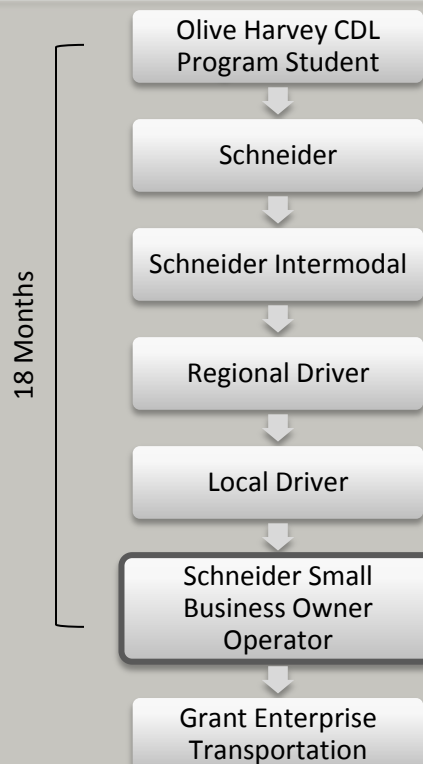 18 Months
Olive Harvey CDL
Program Student
Schneider
Schneider Intermodal
Regional Driver
Local Driver
Schneider Small
Business Owner
Operator
Grant Enterprise
Transportation